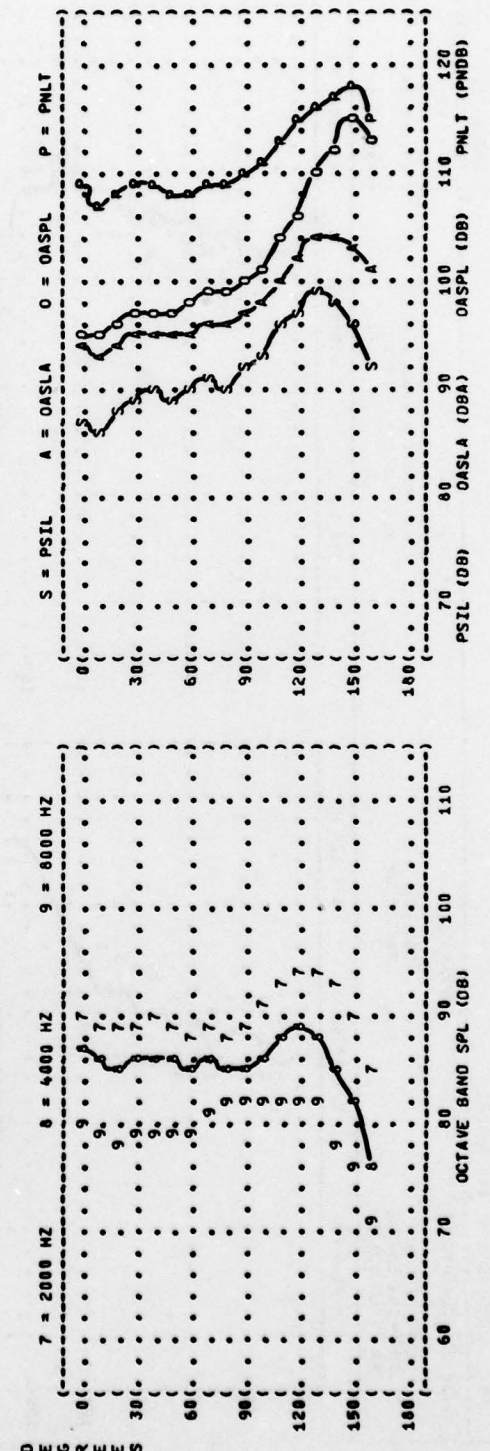 7 = 2000 HZ 8 = 4000 HZ 9 = 8000 HZ
D
E
G
R
E
E
S
0
30
60
90
120
150
180
60 70 80 90 100 110
OCTAVE BAND SPL (DB)
S = PSIL A = OASLA O = OASPL P = PNLT
0
30
60
90
120
150
180
70 80 90 100 110 120
PSIL (DB) OASLA (DBA) OASPL (DB) PNLT (PNDB)